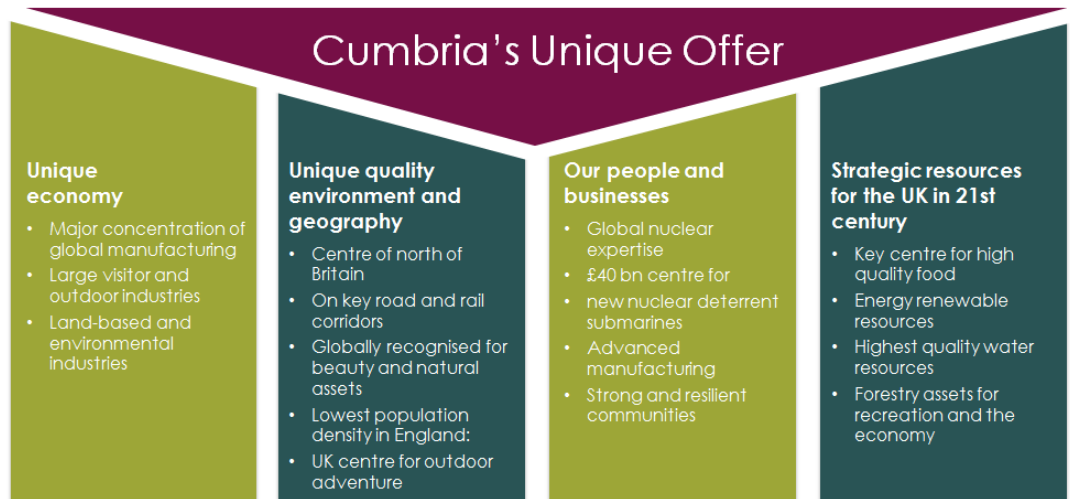 Cumbria's Unique Offer
Unique
economy
• Major concentration of
global manufacturing
• Large visitor and
outdoor industries
• Land-based and
environmental
industries
Unique quality
environment and
geography
• Centre of north of
Britain
• On key road and rail
corridors
• Globally recognised for
beauty and natural
assets
• Lowest population
density in England:
• UK centre for outdoor
adventure
Our people and
businesses
• Global nuclear
expertise
• £40 bn centre for
• new nuclear deterrent
submarines
• Advanced
manufacturing
• Strong and resilient
communities
Strategic resources
for the UK in 21st
century
• Key centre for high
quality food
• Energy renewable
resources
• Highest quality water
resources
• Forestry assets for
recreation and the
economy